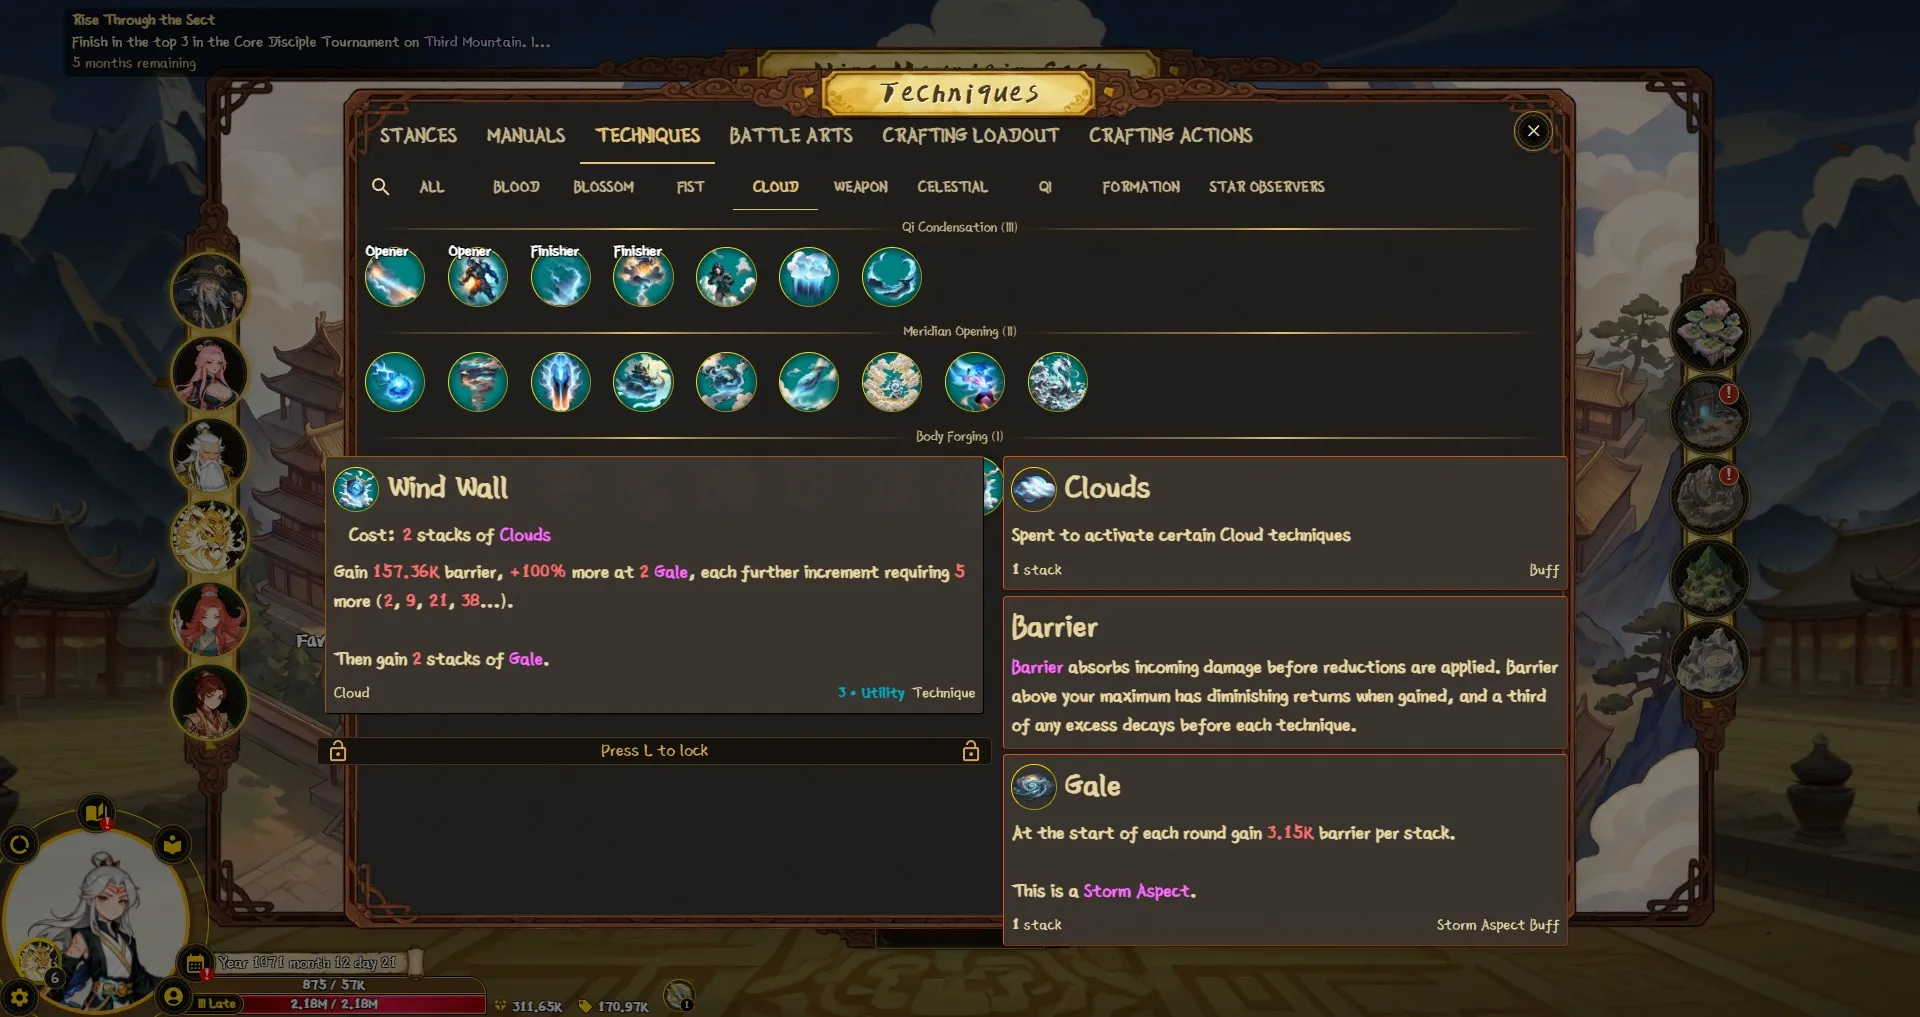 Rise Through the Sect
Finish in the top 3 in the Core Disciple Tournament on Third Mountain. 1...
5 months remaining
Techniques
STANCES MANUALS TECHNIQUES BATTLE ARTS CRAFTING LOADOUT CRAFTING ACTIONS
ALL BLOOD BLOSSOM FIST CLOUD WEAPON CELESTIAL QI FORMATION STAR OBSERVERS
Qi Condensation (III)
Opener Opener Finisher Finisher
Meridian Opening (II)
Body Forging (I)
Wind Wall
Cost: 2 stacks of Clouds
Gain 157.36K barrier, +100% more at 2 Gale, each further increment requiring 5
more (2, 9, 21, 38...).
Then gain 2 stacks of Gale.
Cloud 3 • Utility Technique
Press L to lock
Clouds
Spent to activate certain Cloud techniques
1 stack Buff
Barrier
Barrier absorbs incoming damage before reductions are applied. Barrier
above your maximum has diminishing returns when gained, and a third
of any excess decays before each technique.
Gale
At the start of each round gain 3.15K barrier per stack.
This is a Storm Aspect.
1 stack Storm Aspect Buff
Far
Year 1071 month 12 day 21
875 / 57K
6
III Late 2.18M / 2.18M
311.65K 170.97K 1